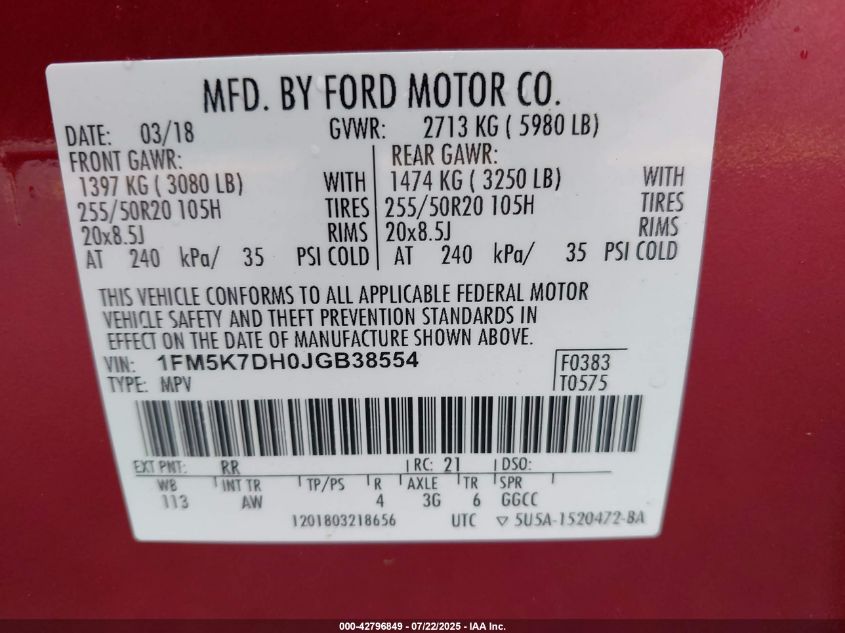 MFD. BY FORD MOTOR CO.
DATE: 03/18 GVWR: 2713 KG ( 5980 LB)
FRONT GAWR: REAR GAWR:
1397 KG ( 3080 LB) WITH 1474 KG ( 3250 LB) WITH
255/50R20 105H TIRES 255/50R20 105H TIRES
20x8.5J RIMS 20x8.5J RIMS
AT 240 kPa/ 35 PSI COLD AT 240 kPa/ 35 PSI COLD
THIS VEHICLE CONFORMS TO ALL APPLICABLE FEDERAL MOTOR
VEHICLE SAFETY AND THEFT PREVENTION STANDARDS IN
EFFECT ON THE DATE OF MANUFACTURE SHOWN ABOVE.
VIN: 1FM5K7DH0JGB38554 F0383
TYPE: MPV T0575
EXT PNT: RR RC: 21 DSO:
WB INT TR TP/PS R AXLE TR SPR
113 AW 4 3G 6 GGCC
1201803218656 UTC ▽ 5U5A-1520472-BA
000-42796849 - 07/22/2025 - IAA Inc.